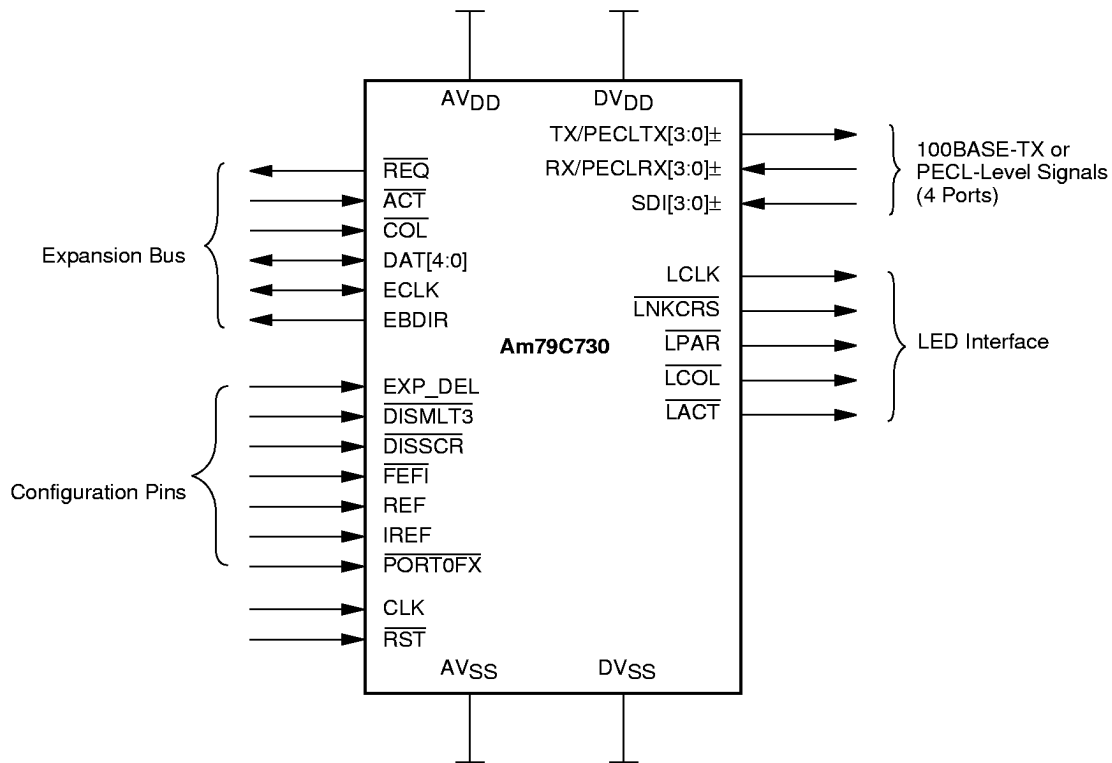 AVDD
DVDD
TX/PECLTX[3:0]±
RX/PECLRX[3:0]±
SDI[3:0]±
100BASE-TX or
PECL-Level Signals
(4 Ports)
Expansion Bus
REQ
ACT
COL
DAT[4:0]
ECLK
EBDIR
LCLK
LNKCRS
LPAR
LCOL
LACT
LED Interface
Am79C730
Configuration Pins
EXP_DEL
DISMLT3
DISSCR
FEFI
REF
IREF
PORT0FX
CLK
RST
AVSS
DVSS